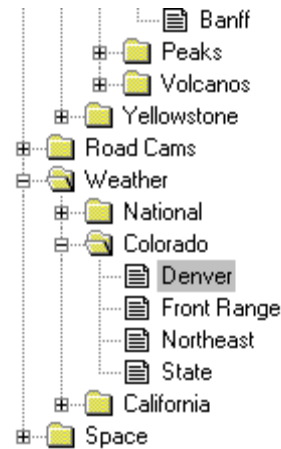 Banff
Peaks
Volcanos
Yellowstone
Road Cams
Weather
National
Colorado
Denver
Front Range
Northeast
State
California
Space